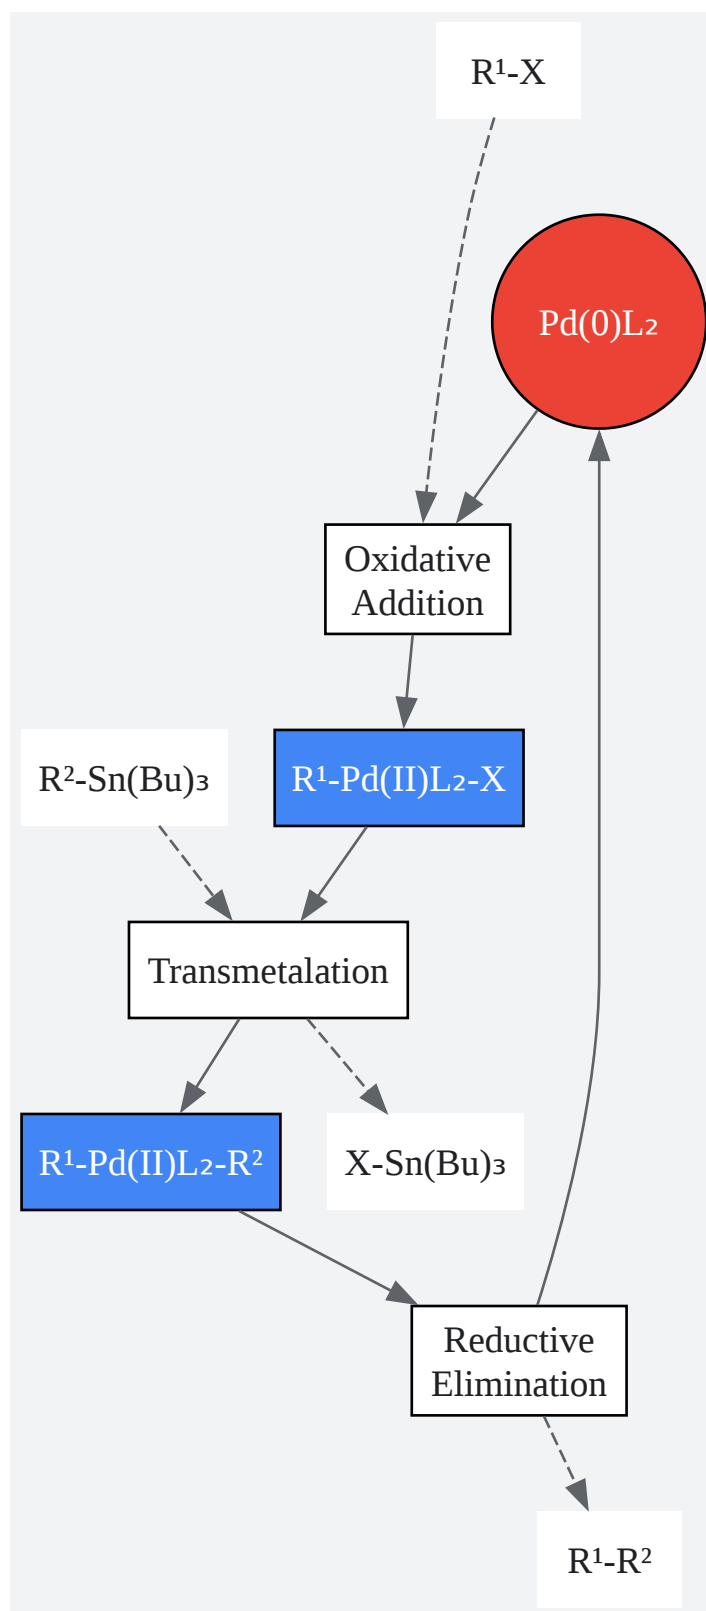 R¹-X
Pd(0)L₂
Oxidative
Addition
R²-Sn(Bu)₃
R¹-Pd(II)L₂-X
Transmetalation
R¹-Pd(II)L₂-R²
X-Sn(Bu)₃
Reductive
Elimination
R¹-R²